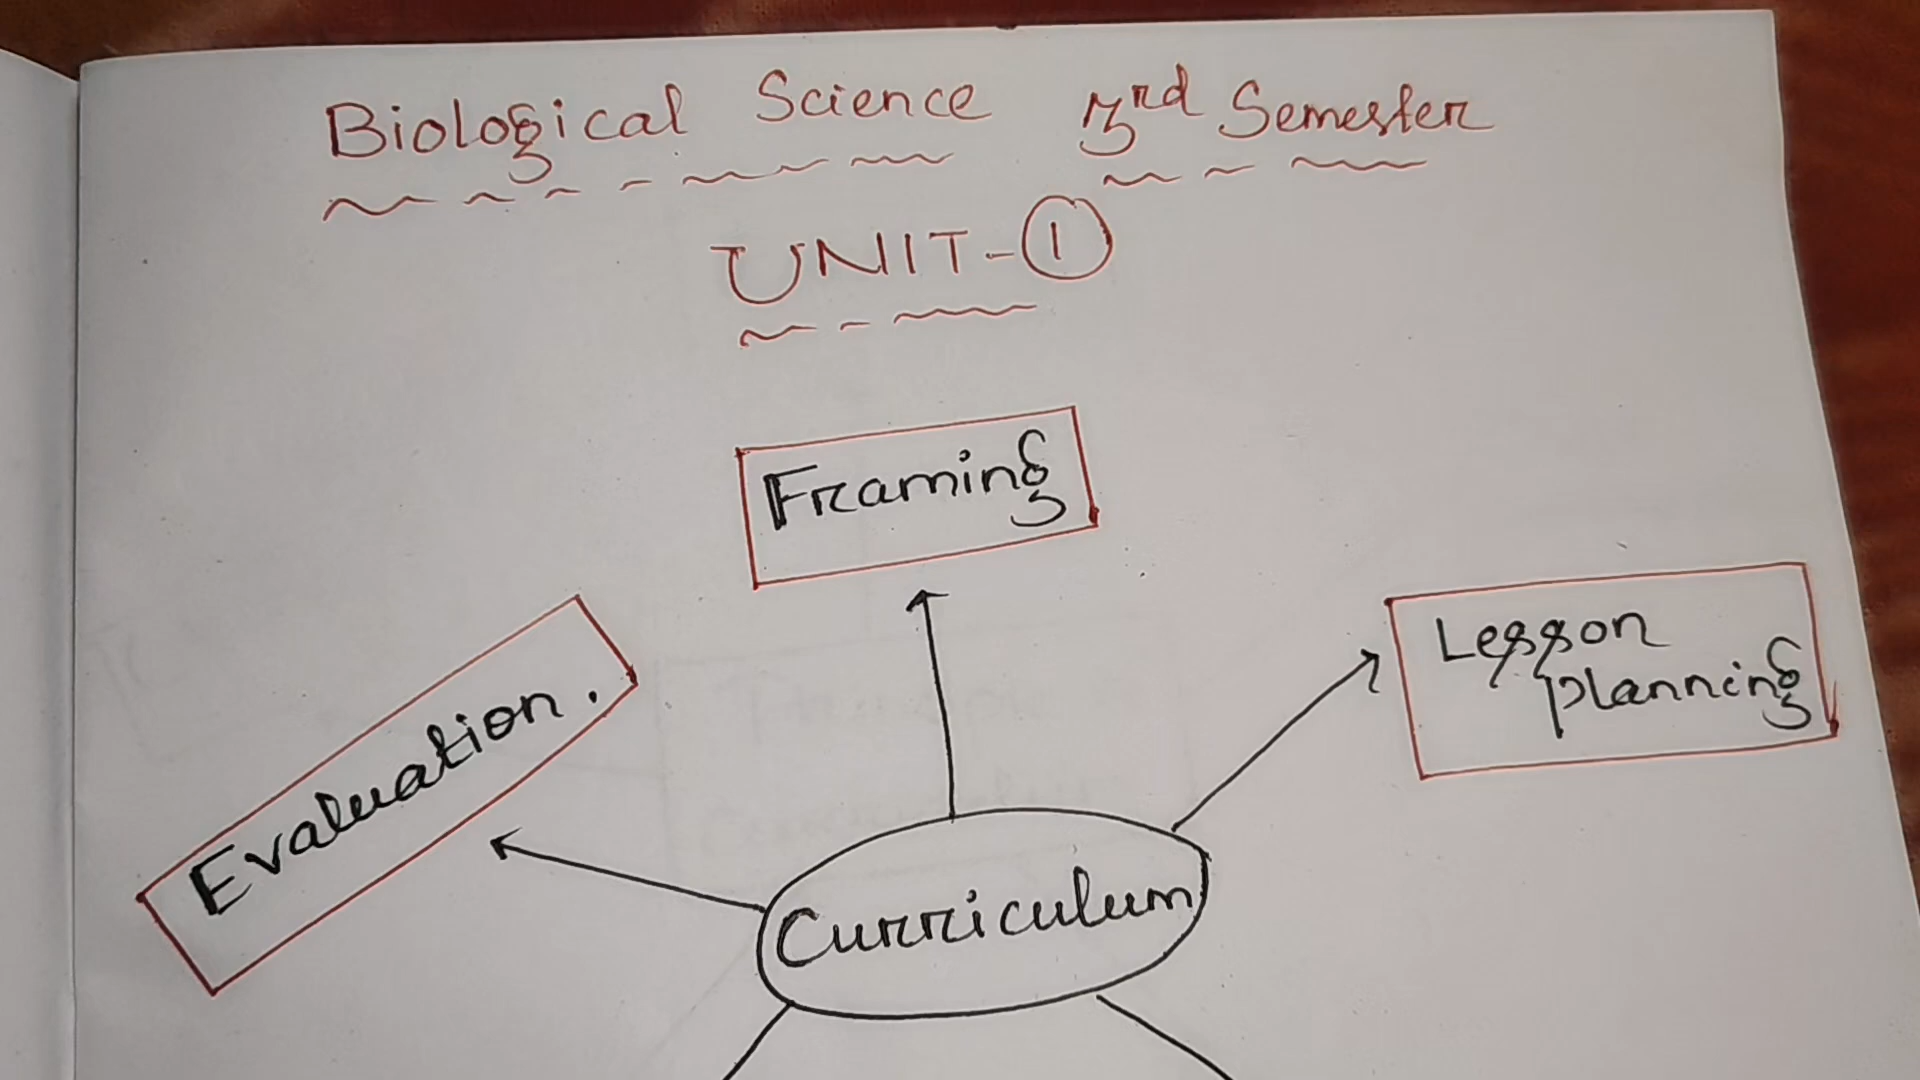 Biological Science 3rd Semester
UNIT-1
Framing
Lesson
planning
Evaluation.
Curriculum